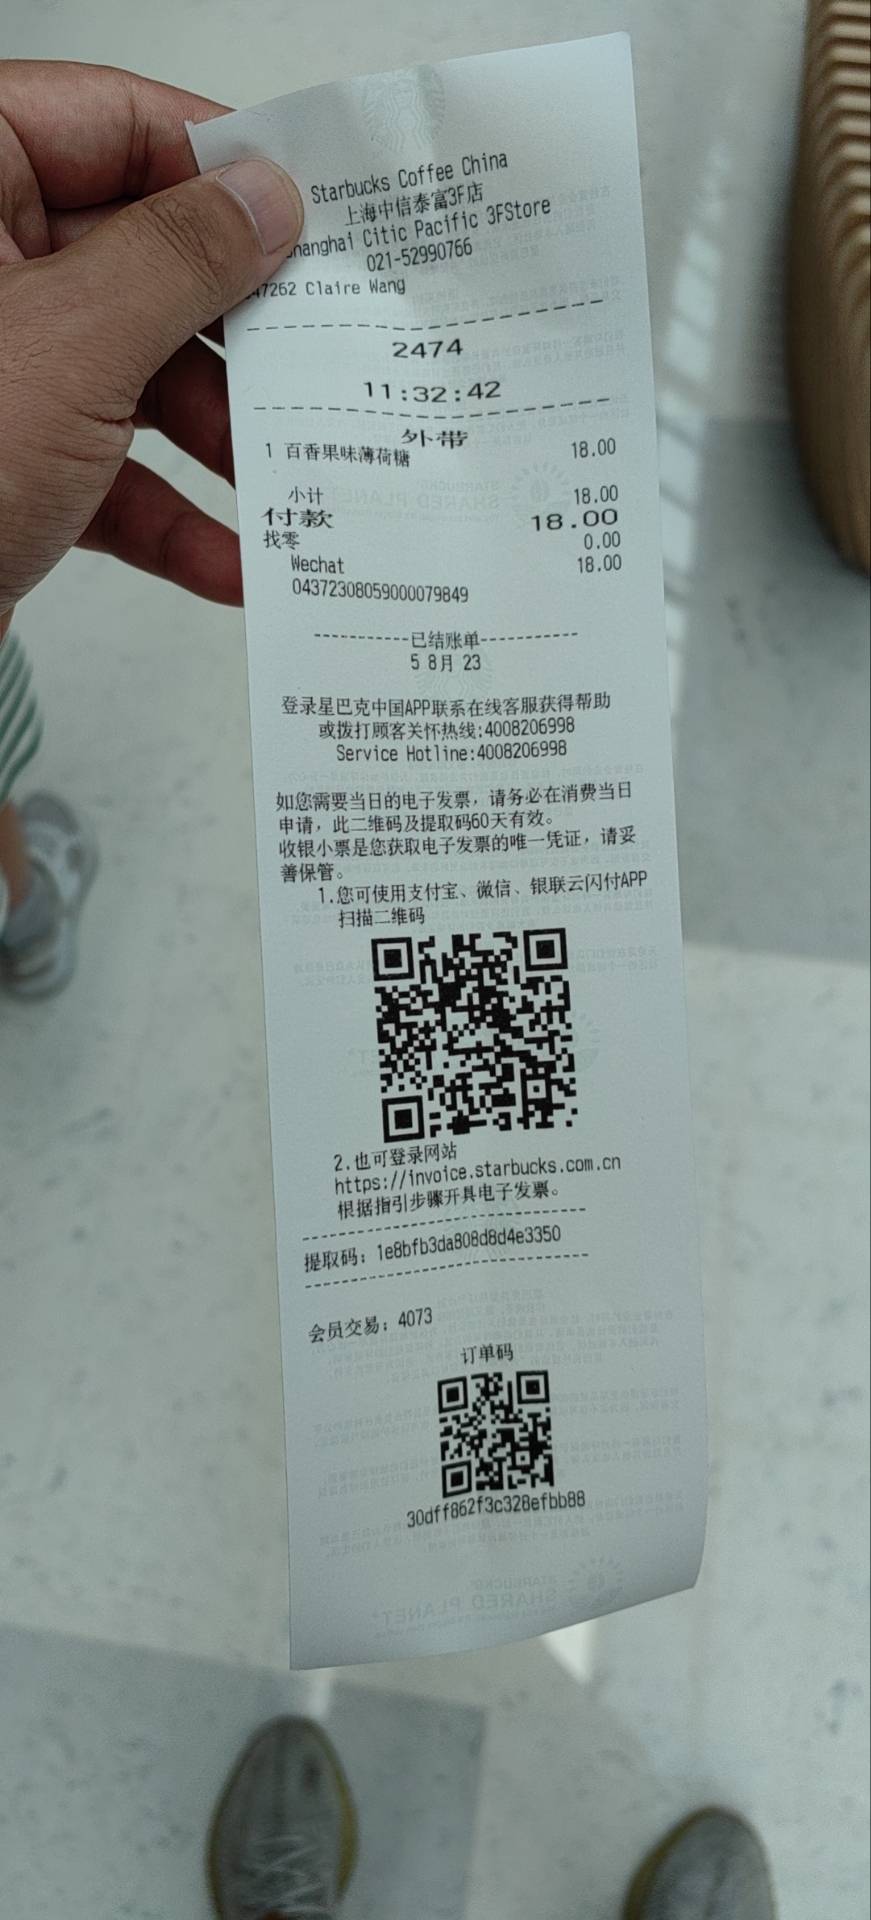 Starbucks Coffee China
上海中信泰富3F店
Shanghai Citic Pacific 3FStore
021-52990766
47262 Claire Wang
2474
11:32:42
外带
1 百香果味薄荷糖 18.00
小计 18.00
付款 18.00
找零 0.00
Wechat 18.00
04372308059000079849
----------已结账单----------
5 8月 23
登录星巴克中国APP联系在线客服获得帮助
或拨打顾客关怀热线:4008206998
Service Hotline:4008206998
如您需要当日的电子发票，请务必在消费当日
申请，此二维码及提取码60天有效。
收银小票是您获取电子发票的唯一凭证，请妥
善保管。
1.您可使用支付宝、微信、银联云闪付APP
扫描二维码
2.也可登录网站
https://invoice.starbucks.com.cn
根据指引步骤开具电子发票。
提取码：1e8bfb3da808d8d4e3350
会员交易：4073
订单码
30dff862f3c328efbb88